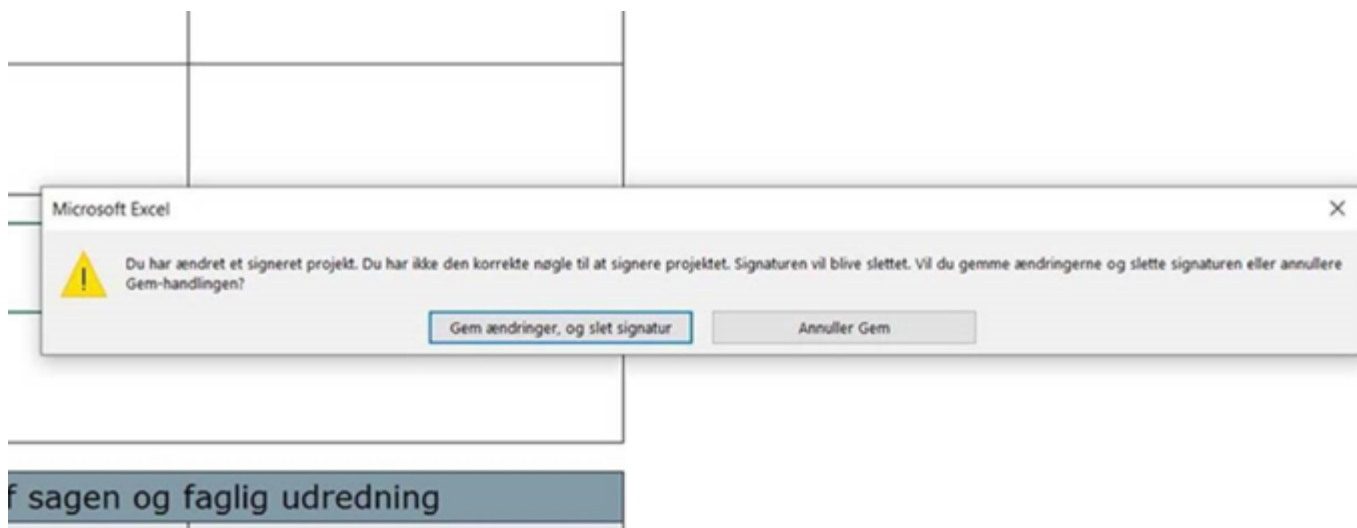 Microsoft Excel
Du har ændret et signeret projekt. Du har ikke den korrekte nøgle til at signere projektet. Signaturen vil blive slettet. Vil du gemme ændringerne og slette signaturen eller annullere
Gem-handlingen?
Gem ændringer, og slet signatur
Annuller Gem
f sagen og faglig udredning